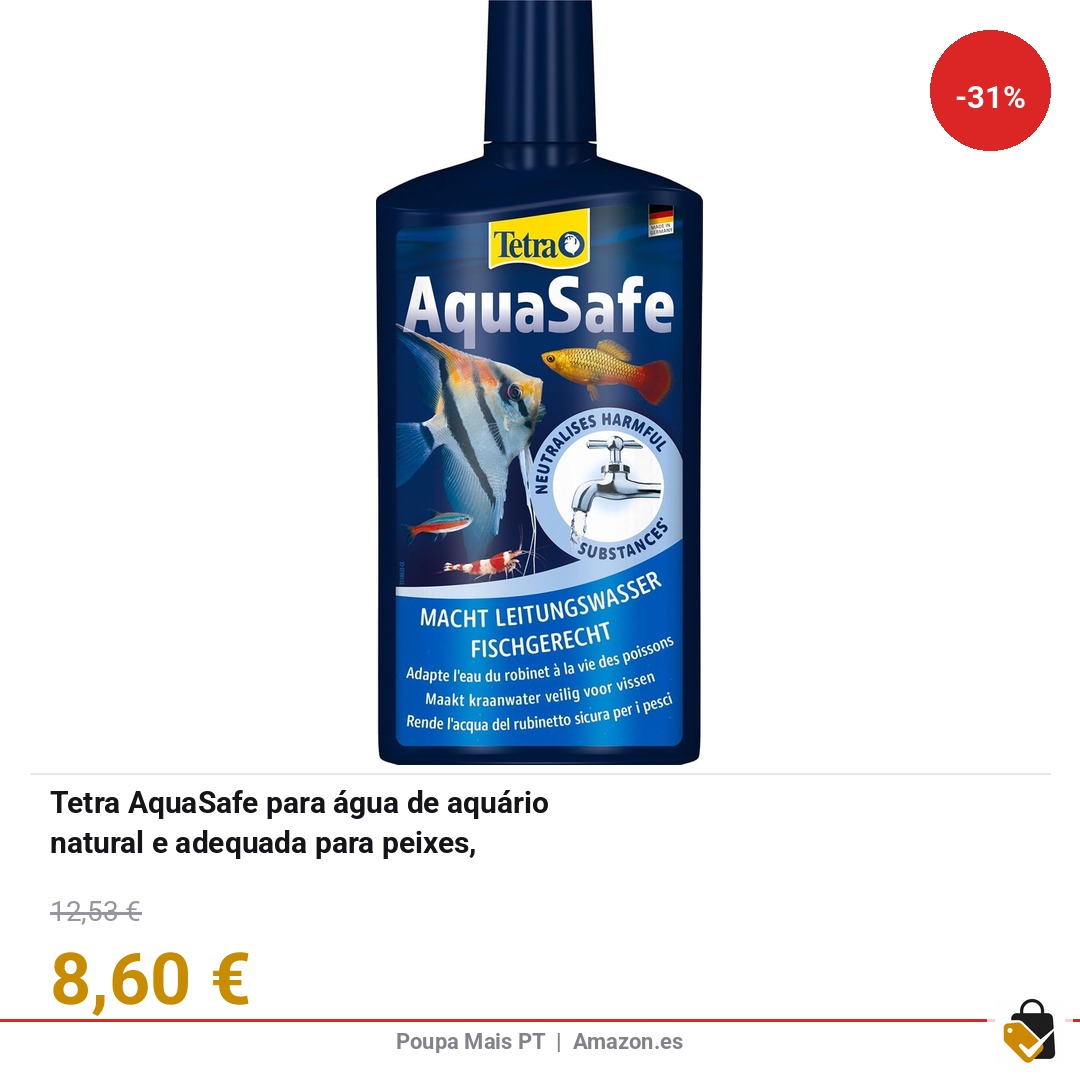 -31%
Tetra
MADE IN
GERMANY
AquaSafe
NEUTRALISES HARMFUL
SUBSTANCES*
MACHT LEITUNGSWASSER
FISCHGERECHT
Adapte l'eau du robinet à la vie des poissons
Maakt kraanwater veilig voor vissen
Rende l'acqua del rubinetto sicura per i pesci
Tetra AquaSafe para água de aquário
natural e adequada para peixes,
12,53 €
8,60 €
Poupa Mais PT | Amazon.es